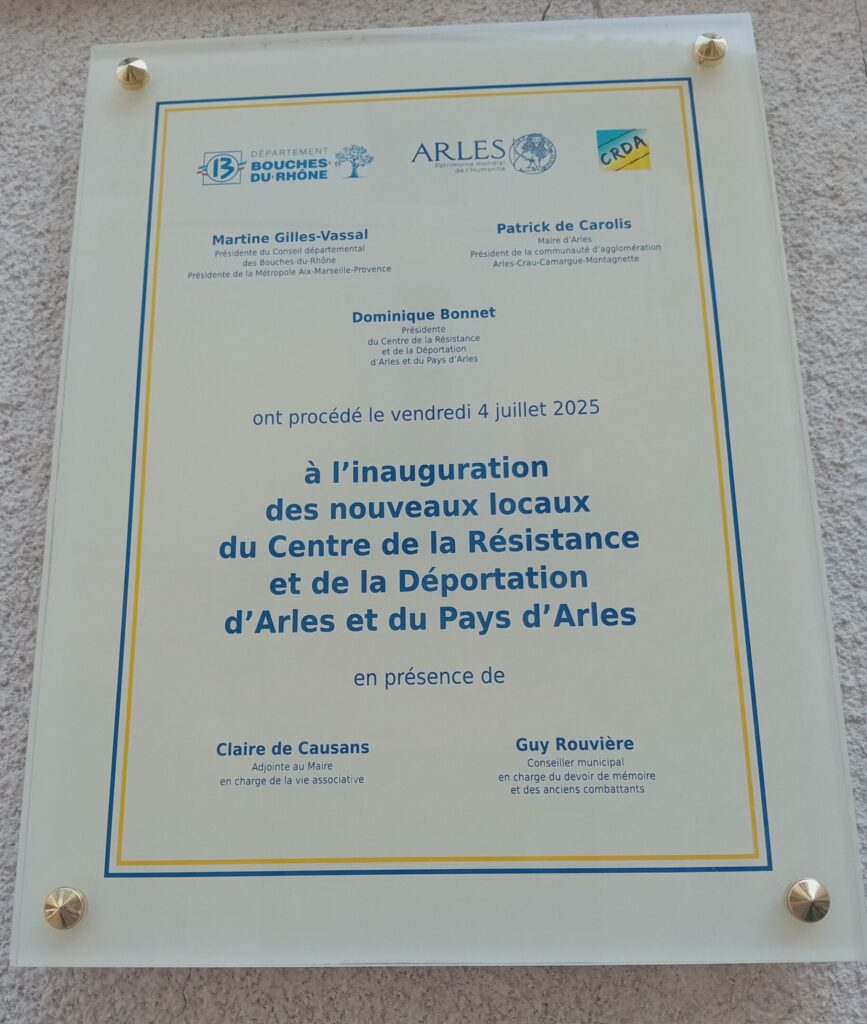 13
DÉPARTEMENT
BOUCHES-
DU-RHÔNE
ARLES
Patrimoine mondial
de l'Humanité
CRDA
Martine Gilles-Vassal
Présidente du Conseil départemental
des Bouches-du-Rhône
Présidente de la Métropole Aix-Marseille-Provence
Patrick de Carolis
Maire d'Arles
Président de la communauté d'agglomération
Arles-Crau-Camargue-Montagnette
Dominique Bonnet
Présidente
du Centre de la Résistance
et de la Déportation
d'Arles et du Pays d'Arles
ont procédé le vendredi 4 juillet 2025
à l'inauguration
des nouveaux locaux
du Centre de la Résistance
et de la Déportation
d'Arles et du Pays d'Arles
en présence de
Claire de Causans
Adjointe au Maire
en charge de la vie associative
Guy Rouvière
Conseiller municipal
en charge du devoir de mémoire
et des anciens combattants